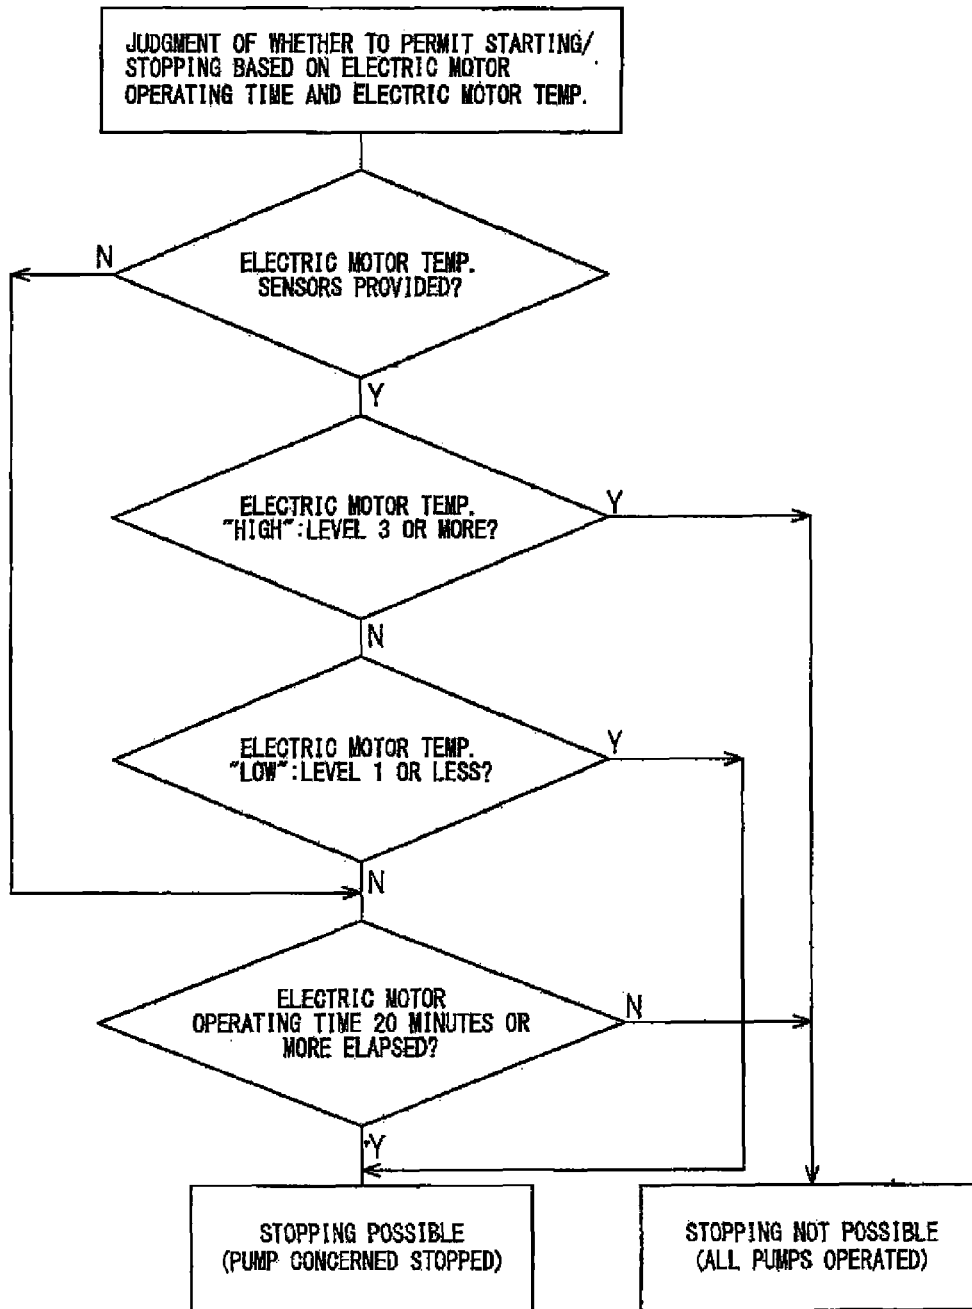 JUDGMENT OF WHETHER TO PERMIT STARTING/
STOPPING BASED ON ELECTRIC MOTOR
OPERATING TIME AND ELECTRIC MOTOR TEMP.
N
ELECTRIC MOTOR TEMP.
SENSORS PROVIDED?
Y
ELECTRIC MOTOR TEMP.
"HIGH":LEVEL 3 OR MORE?
Y
N
ELECTRIC MOTOR TEMP.
"LOW":LEVEL 1 OR LESS?
Y
N
ELECTRIC MOTOR
OPERATING TIME 20 MINUTES OR
MORE ELAPSED?
N
Y
STOPPING POSSIBLE
(PUMP CONCERNED STOPPED)
STOPPING NOT POSSIBLE
(ALL PUMPS OPERATED)